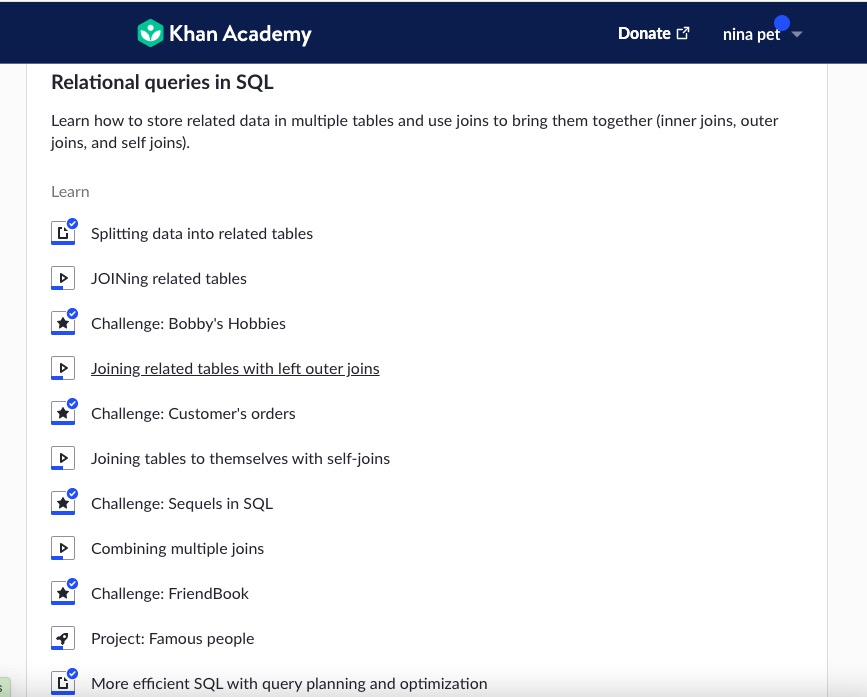 Khan Academy
Donate
nina pet
Relational queries in SQL
Learn how to store related data in multiple tables and use joins to bring them together (inner joins, outer
joins, and self joins).
Learn
Splitting data into related tables
JOINing related tables
Challenge: Bobby's Hobbies
Joining related tables with left outer joins
Challenge: Customer's orders
Joining tables to themselves with self-joins
Challenge: Sequels in SQL
Combining multiple joins
Challenge: FriendBook
Project: Famous people
More efficient SQL with query planning and optimization